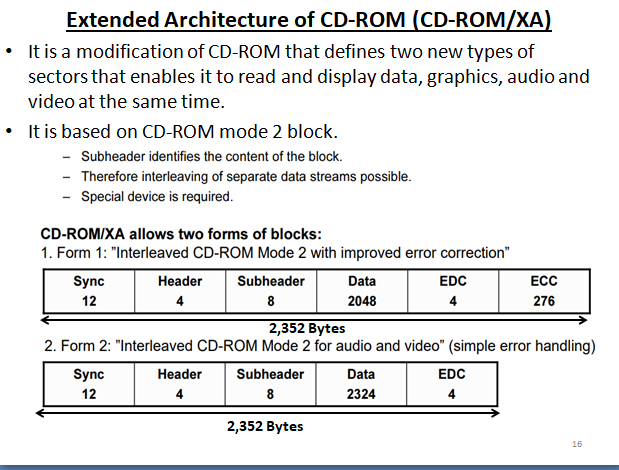 Extended Architecture of CD-ROM (CD-ROM/XA)
• It is a modification of CD-ROM that defines two new types of
sectors that enables it to read and display data, graphics, audio and
video at the same time.
• It is based on CD-ROM mode 2 block.
– Subheader identifies the content of the block.
– Therefore interleaving of separate data streams possible.
– Special device is required.
CD-ROM/XA allows two forms of blocks:
1. Form 1: ”Interleaved CD-ROM Mode 2 with improved error correction”
Sync Header Subheader Data EDC ECC
12 4 8 2048 4 276
2,352 Bytes
2. Form 2: ”Interleaved CD-ROM Mode 2 for audio and video” (simple error handling)
Sync Header Subheader Data EDC
12 4 8 2324 4
2,352 Bytes
16